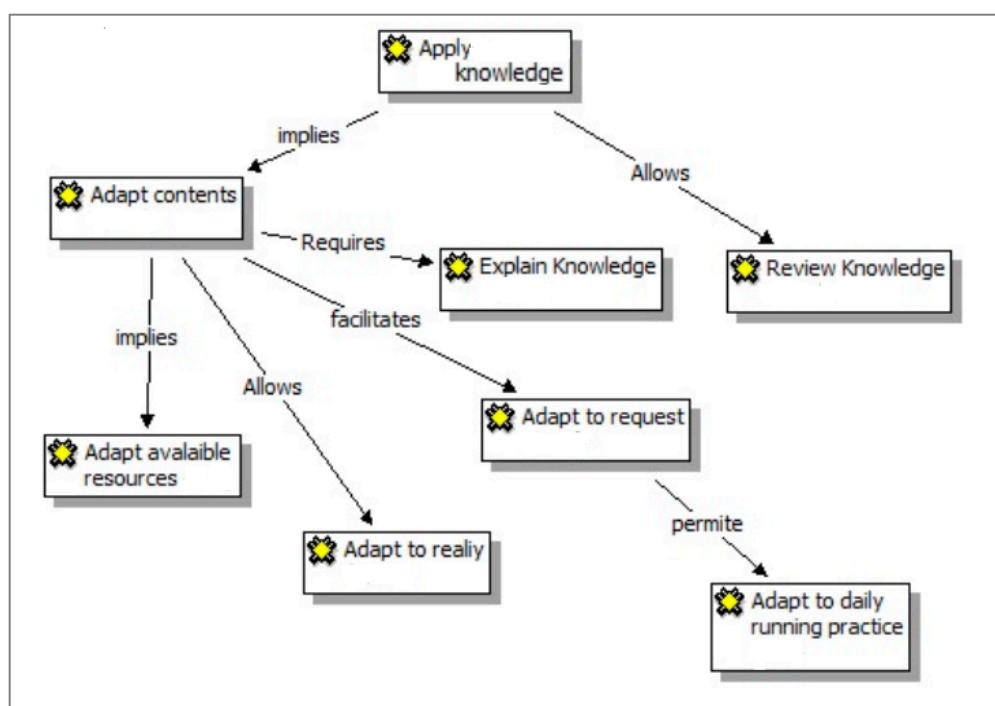 Apply
knowledge
implies
Allows
Adapt contents
Requires
Explain Knowledge
Review Knowledge
facilitates
implies
Allows
Adapt to request
Adapt avalaible
resources
permite
Adapt to realiy
Adapt to daily
running practice